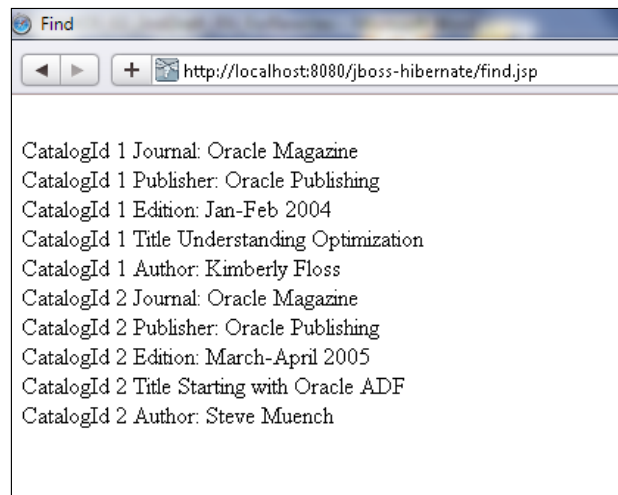 Find
http://localhost:8080/jboss-hibernate/find.jsp
CatalogId 1 Journal: Oracle Magazine
CatalogId 1 Publisher: Oracle Publishing
CatalogId 1 Edition: Jan-Feb 2004
CatalogId 1 Title Understanding Optimization
CatalogId 1 Author: Kimberly Floss
CatalogId 2 Journal: Oracle Magazine
CatalogId 2 Publisher: Oracle Publishing
CatalogId 2 Edition: March-April 2005
CatalogId 2 Title Starting with Oracle ADF
CatalogId 2 Author: Steve Muench